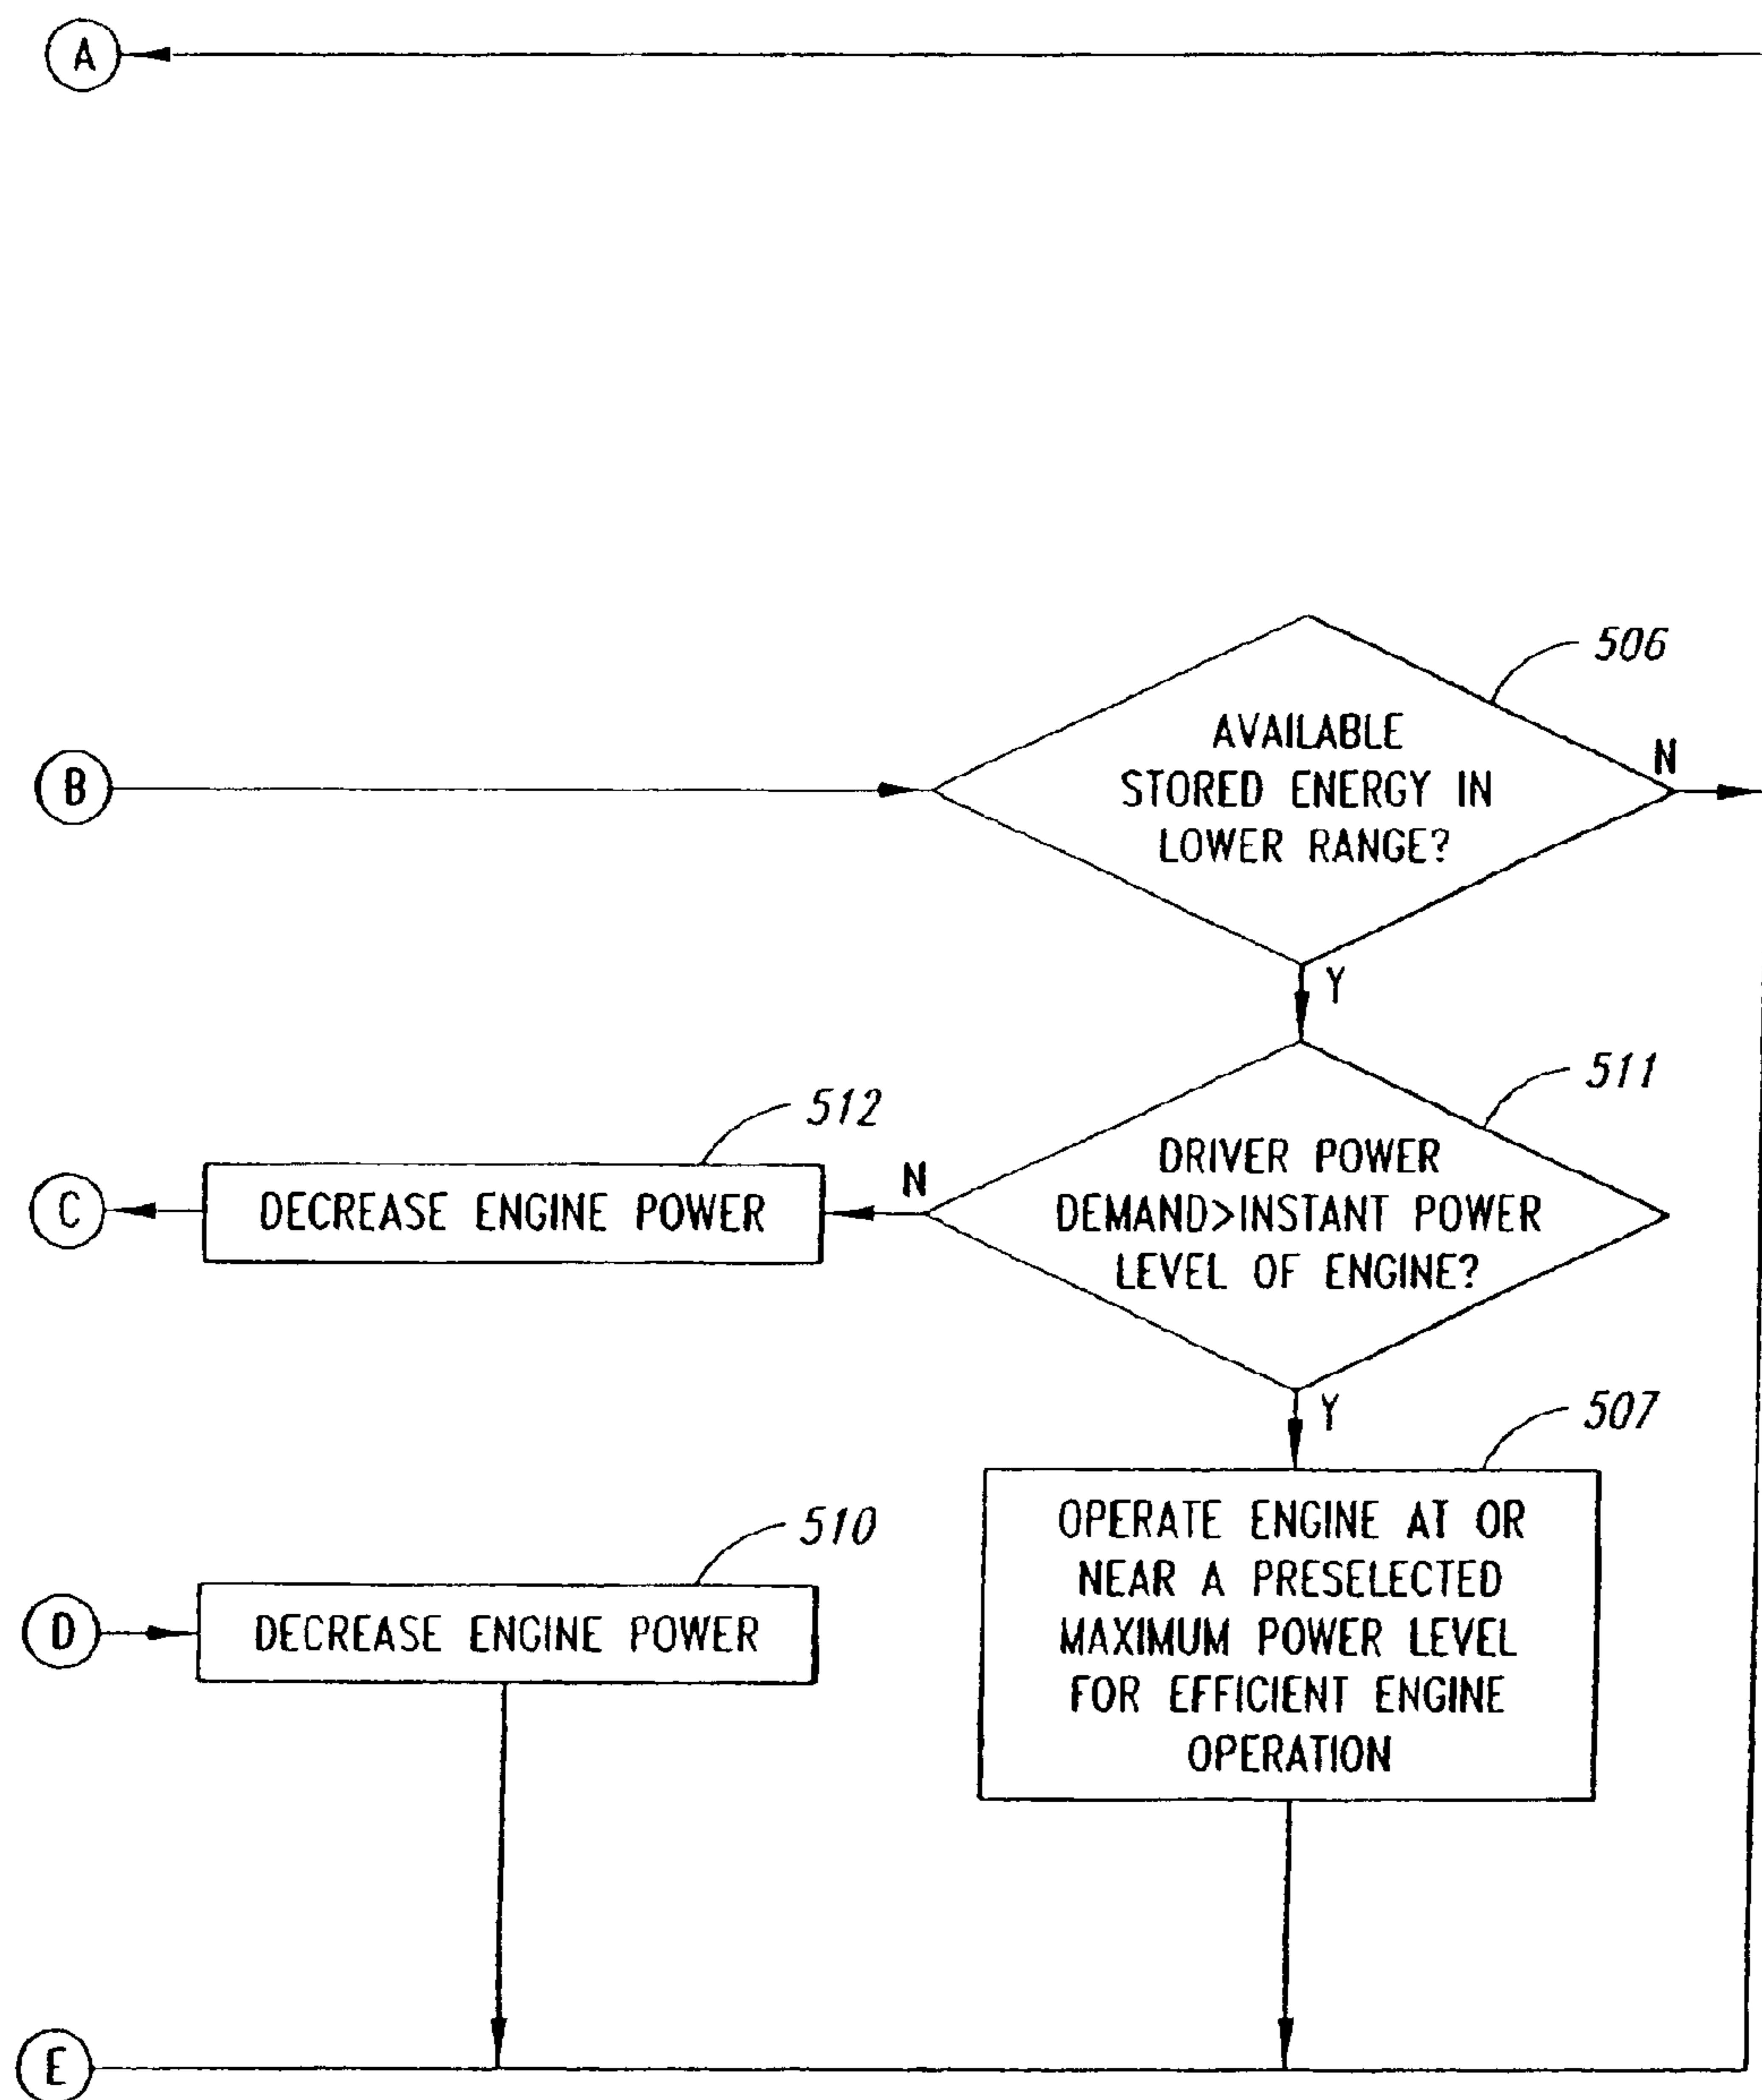 A
B
506
AVAILABLE
STORED ENERGY IN
LOWER RANGE?
N
Y
511
DRIVER POWER
DEMAND>INSTANT POWER
LEVEL OF ENGINE?
N
512
DECREASE ENGINE POWER
C
Y
507
OPERATE ENGINE AT OR
NEAR A PRESELECTED
MAXIMUM POWER LEVEL
FOR EFFICIENT ENGINE
OPERATION
510
D
DECREASE ENGINE POWER
E